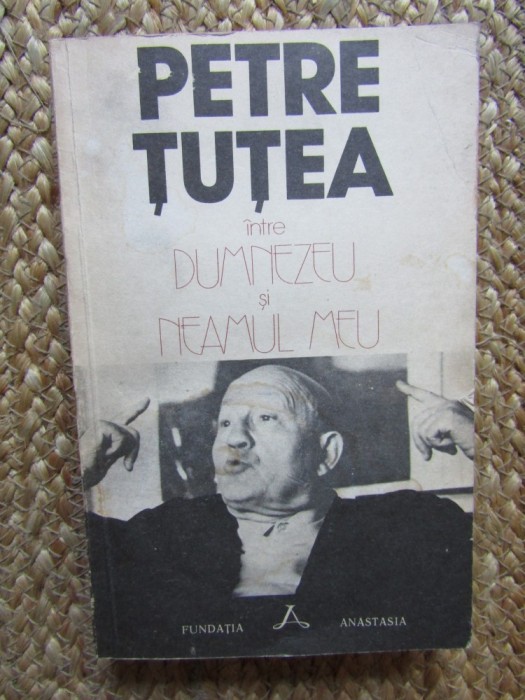 PETRE
ȚUȚEA
între
DUMNEZEU
și
NEAMUL MEU
FUNDAȚIA A ANASTASIA